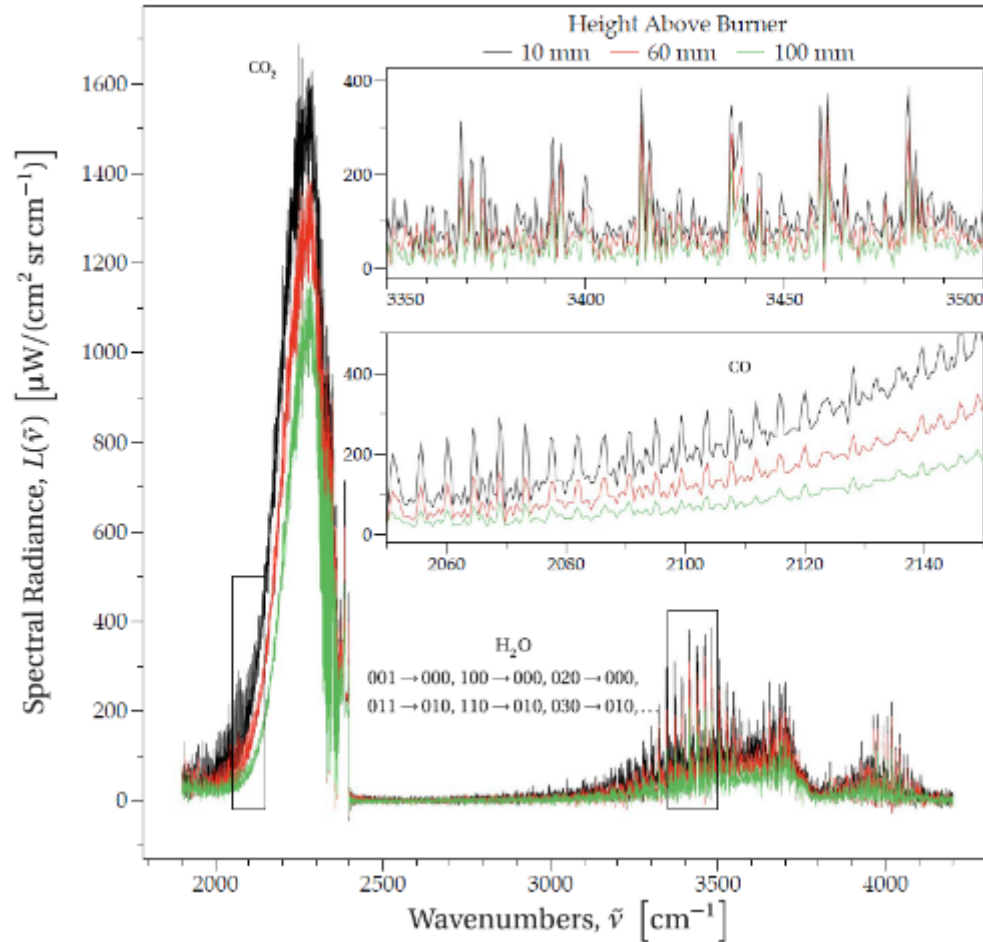 Height Above Burner
10 mm 60 mm 100 mm
CO₂
1600
1400
1200
1000
800
600
400
200
0
Spectral Radiance, L(ṽ) [µW/(cm² sr cm⁻¹)]
400
200
0
3350 3400 3450 3500
CO
400
200
0
2060 2080 2100 2120 2140
H₂O
001→000, 100→000, 020→000,
011→010, 110→010, 030→010, ...
2000 2500 3000 3500 4000
Wavenumbers, ṽ [cm⁻¹]